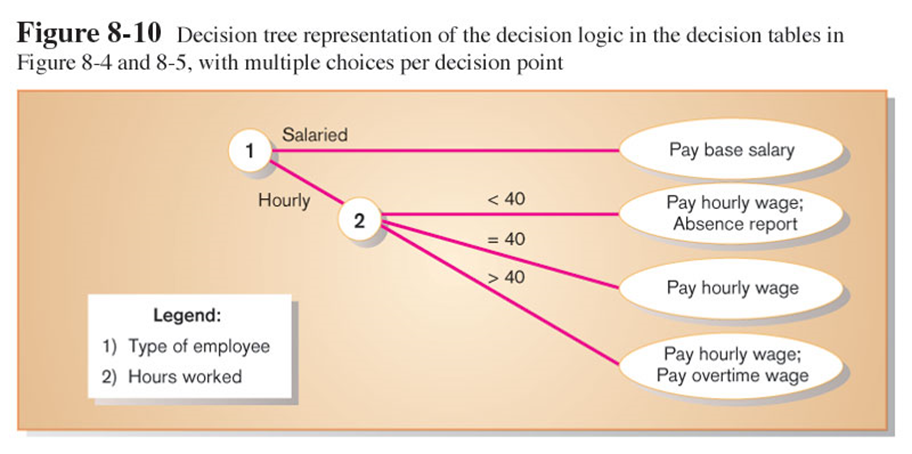 Figure 8-10 Decision tree representation of the decision logic in the decision tables in
Figure 8-4 and 8-5, with multiple choices per decision point
1
Salaried
Pay base salary
Hourly
2
< 40
Pay hourly wage;
Absence report
= 40
Pay hourly wage
> 40
Pay hourly wage;
Pay overtime wage
Legend:
1) Type of employee
2) Hours worked